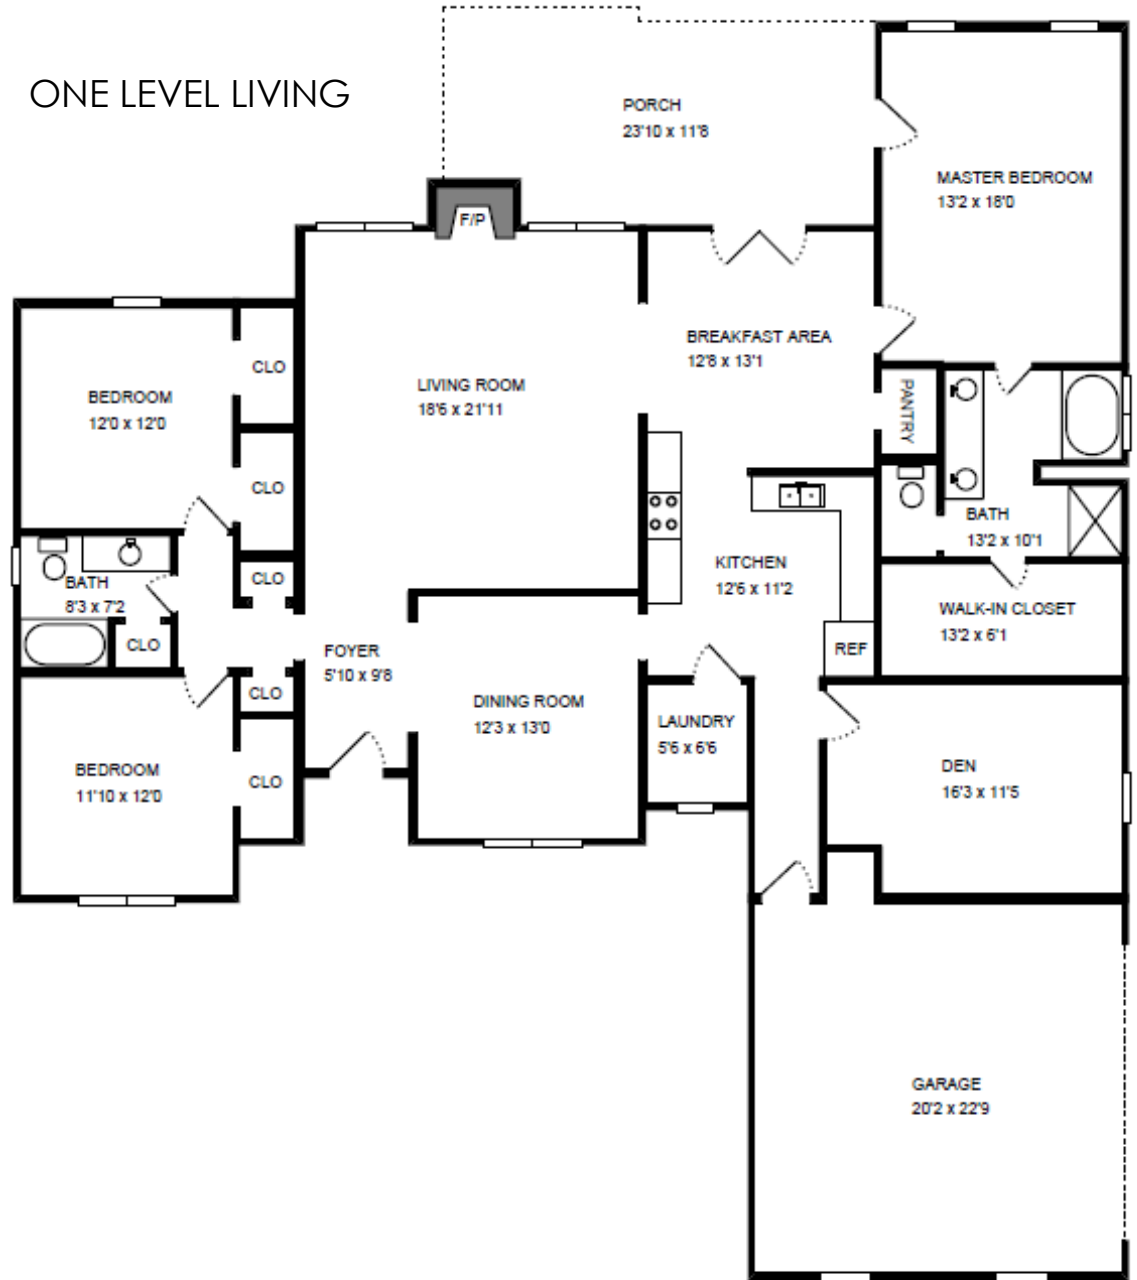 ONE LEVEL LIVING
PORCH
23'10 x 11'8
MASTER BEDROOM
13'2 x 18'0
F/P
BREAKFAST AREA
12'8 x 13'1
CLO
LIVING ROOM
18'6 x 21'11
BEDROOM
12'0 x 12'0
PANTRY
CLO
BATH
13'2 x 10'1
KITCHEN
12'6 x 11'2
CLO
BATH
8'3 x 7'2
WALK-IN CLOSET
13'2 x 6'1
CLO
FOYER
5'10 x 9'8
REF
CLO
DINING ROOM
12'3 x 13'0
LAUNDRY
5'6 x 6'6
BEDROOM
11'10 x 12'0
CLO
DEN
16'3 x 11'5
GARAGE
20'2 x 22'9